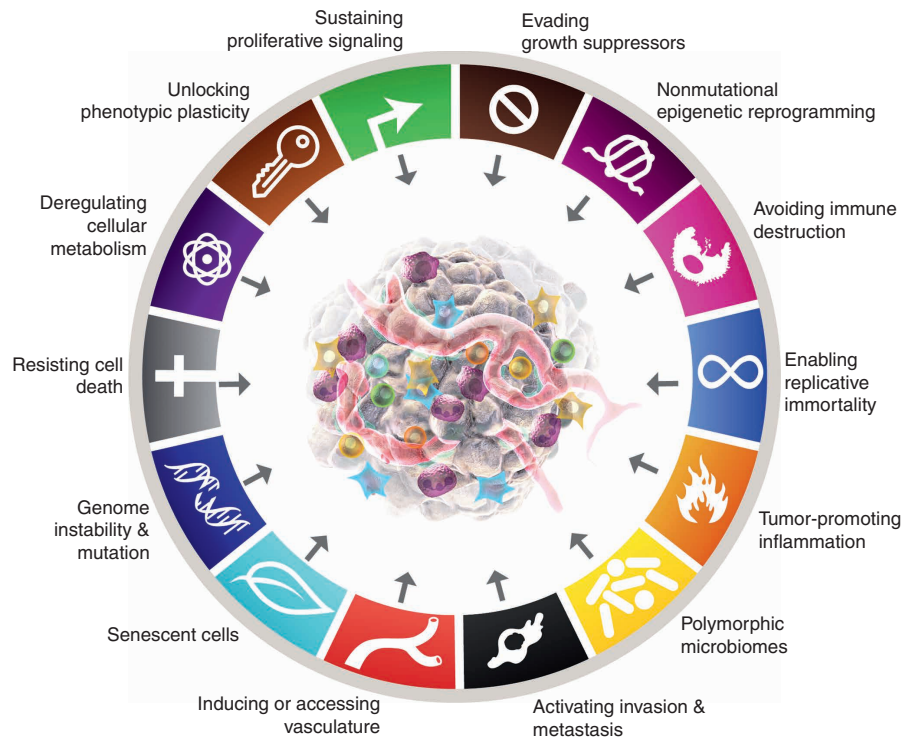 Sustaining
proliferative signaling
Evading
growth suppressors
Nonmutational
epigenetic reprogramming
Avoiding immune
destruction
Enabling
replicative
immortality
Tumor-promoting
inflammation
Polymorphic
microbiomes
Activating invasion &
metastasis
Inducing or accessing
vasculature
Senescent cells
Genome
instability &
mutation
Resisting cell
death
Deregulating
cellular
metabolism
Unlocking
phenotypic plasticity